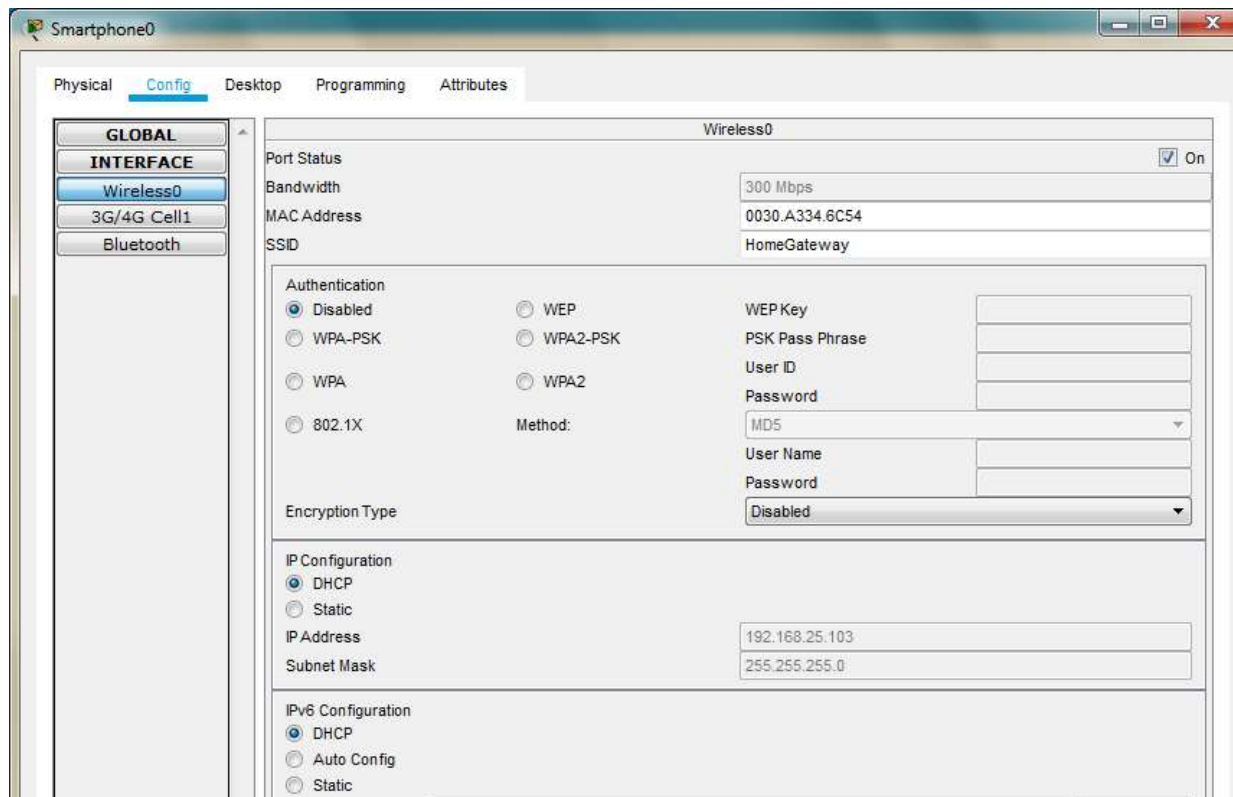 Smartphone0
Physical Config Desktop Programming Attributes
GLOBAL
INTERFACE
Wireless0
3G/4G Cell1
Bluetooth
Wireless0
Port Status On
Bandwidth 300 Mbps
MAC Address 0030.A334.6C54
SSID HomeGateway
Authentication
Disabled WEP WEP Key
WPA-PSK WPA2-PSK PSK Pass Phrase
User ID
WPA WPA2
Password
802.1X Method: MD5
User Name
Password
Encryption Type Disabled
IP Configuration
DHCP
Static
IP Address 192.168.25.103
Subnet Mask 255.255.255.0
IPv6 Configuration
DHCP
Auto Config
Static